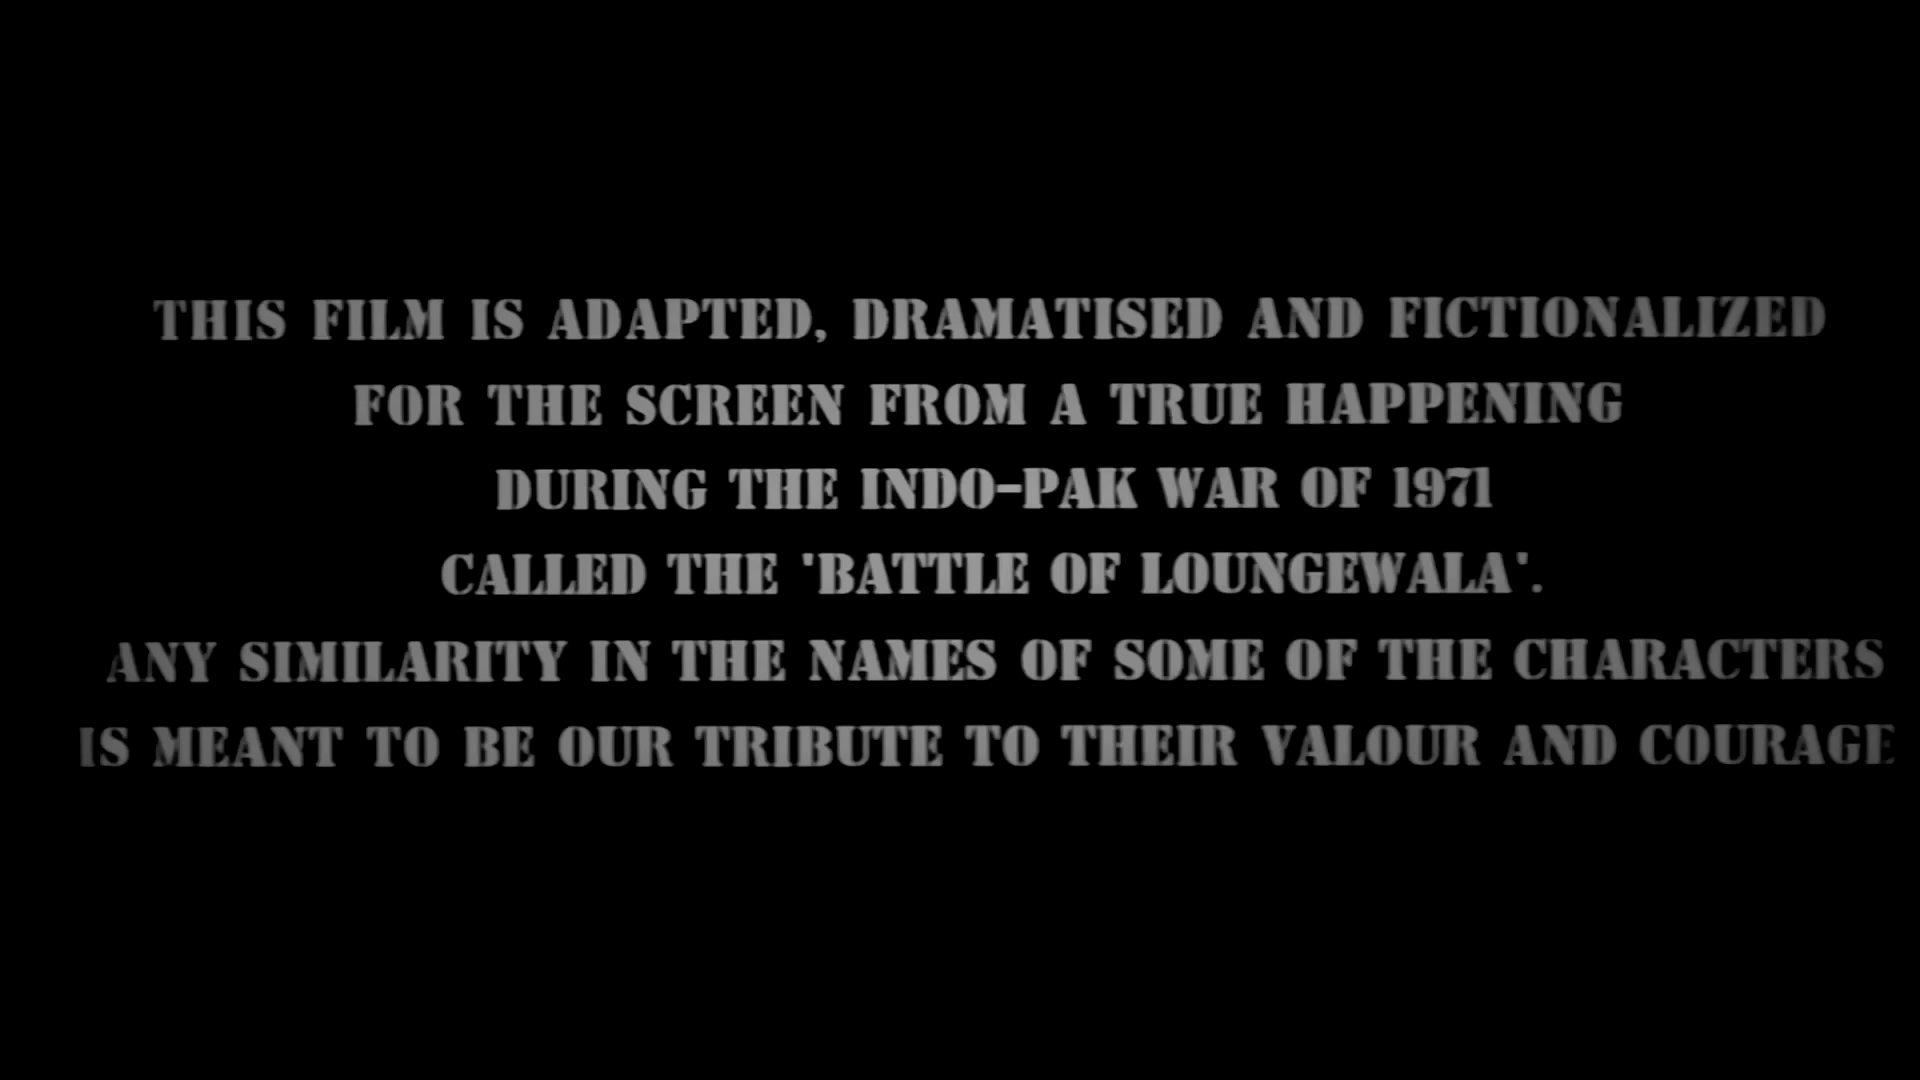 THIS FILM IS ADAPTED, DRAMATISED AND FICTIONALIZED
FOR THE SCREEN FROM A TRUE HAPPENING
DURING THE INDO-PAK WAR OF 1971
CALLED THE 'BATTLE OF LOUNGEWALA'.
ANY SIMILARITY IN THE NAMES OF SOME OF THE CHARACTERS
IS MEANT TO BE OUR TRIBUTE TO THEIR VALOUR AND COURAGE